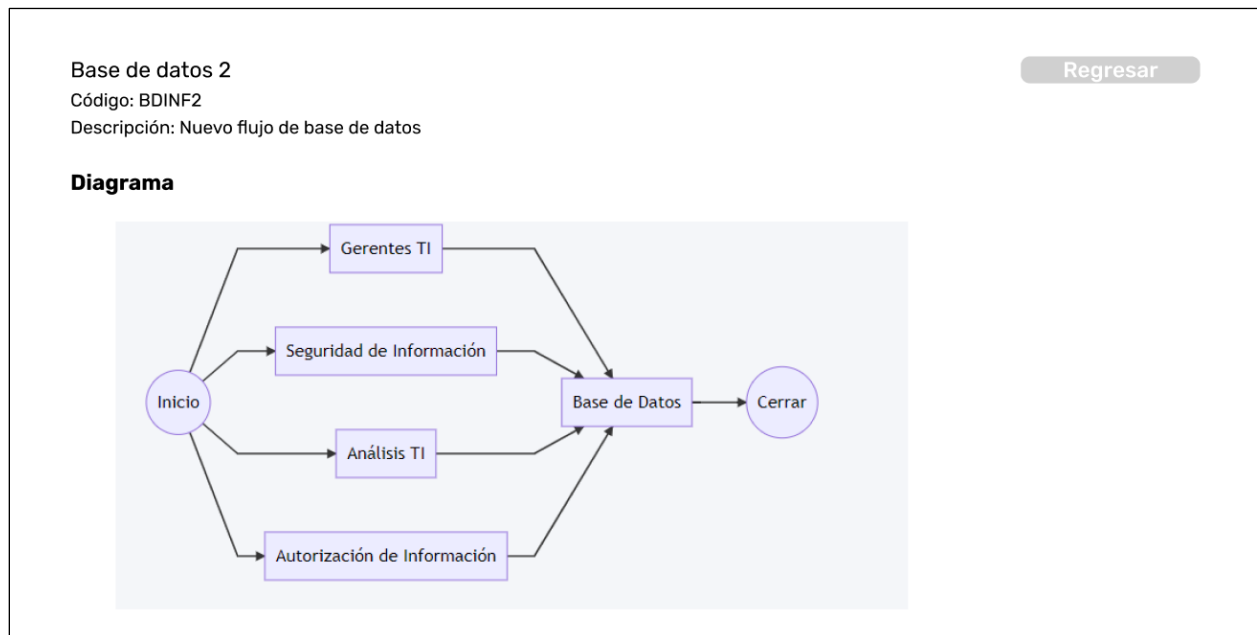 Base de datos 2
Regresar
Código: BDINF2
Descripción: Nuevo flujo de base de datos
Diagrama
Gerentes TI
Seguridad de Información
Inicio
Base de Datos
Cerrar
Análisis TI
Autorización de Información